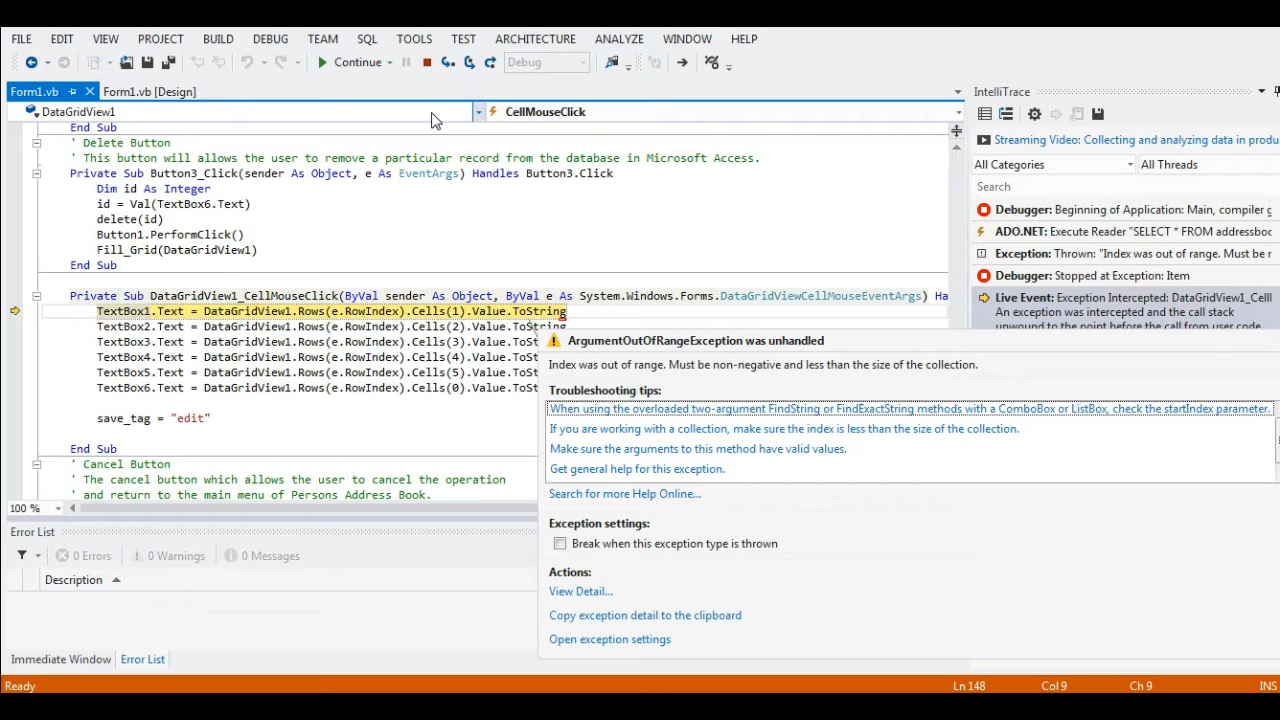 FILE EDIT VIEW PROJECT BUILD DEBUG TEAM SQL TOOLS TEST ARCHITECTURE ANALYZE WINDOW HELP
Continue Debug
Form1.vb Form1.vb [Design]
IntelliTrace
DataGridView1 CellMouseClick
End Sub
' Delete Button
' This button will allows the user to remove a particular record from the database in Microsoft Access.
Private Sub Button3_Click(sender As Object, e As EventArgs) Handles Button3.Click
Dim id As Integer
id = Val(TextBox6.Text)
delete(id)
Button1.PerformClick()
Fill_Grid(DataGridView1)
End Sub
Private Sub DataGridView1_CellMouseClick(ByVal sender As Object, ByVal e As System.Windows.Forms.DataGridViewCellMouseEventArgs) Ha
TextBox1.Text = DataGridView1.Rows(e.RowIndex).Cells(1).Value.ToString
TextBox2.Text = DataGridView1.Rows(e.RowIndex).Cells(2).Value.ToString
TextBox3.Text = DataGridView1.Rows(e.RowIndex).Cells(3).Value.ToSt
TextBox4.Text = DataGridView1.Rows(e.RowIndex).Cells(4).Value.ToSt
TextBox5.Text = DataGridView1.Rows(e.RowIndex).Cells(5).Value.ToSt
TextBox6.Text = DataGridView1.Rows(e.RowIndex).Cells(0).Value.ToSt
save_tag = "edit"
End Sub
' Cancel Button
' The cancel button which allows the user to cancel the operation
' and return to the main menu of Persons Address Book.
100 %
Streaming Video: Collecting and analyzing data in produ
All Categories All Threads
Search
Debugger: Beginning of Application: Main, compiler g
ADO.NET: Execute Reader "SELECT * FROM addressboc
Exception: Thrown: "Index was out of range. Must be n
Debugger: Stopped at Exception: Item
Live Event: Exception Intercepted: DataGridView1_Cell
An exception was intercepted and the call stack
unwound to the point before the call from user code
ArgumentOutOfRangeException was unhandled
Index was out of range. Must be non-negative and less than the size of the collection.
Troubleshooting tips:
When using the overloaded two-argument FindString or FindExactString methods with a ComboBox or ListBox, check the startIndex parameter.
If you are working with a collection, make sure the index is less than the size of the collection.
Make sure the arguments to this method have valid values.
Get general help for this exception.
Search for more Help Online...
Exception settings:
Break when this exception type is thrown
Actions:
View Detail...
Copy exception detail to the clipboard
Open exception settings
Error List
0 Errors 0 Warnings 0 Messages
Description
Immediate Window Error List
Ready Ln 148 Col 9 Ch 9 INS